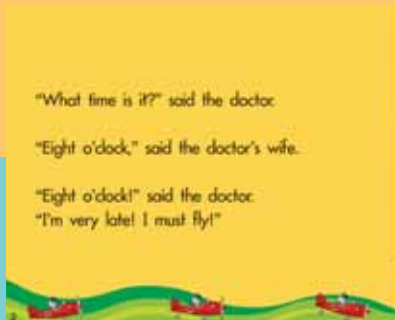 “What time is it?” said the doctor.
“Eight o’clock,” said the doctor’s wife.
“Eight o’clock!” said the doctor.
“I’m very late! I must fly!”